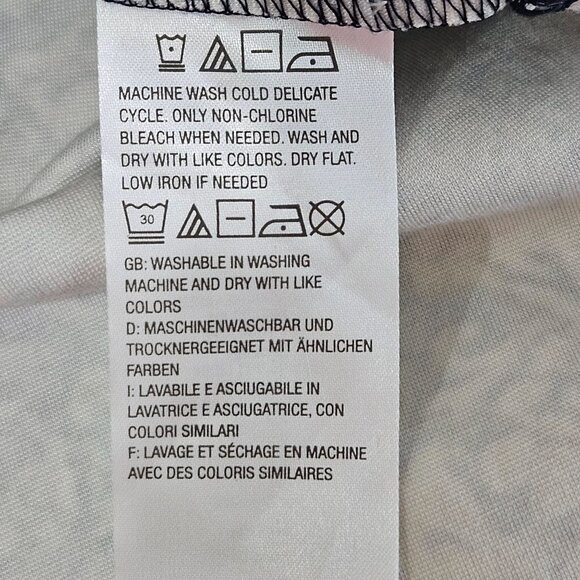 MACHINE WASH COLD DELICATE
CYCLE. ONLY NON-CHLORINE
BLEACH WHEN NEEDED. WASH AND
DRY WITH LIKE COLORS. DRY FLAT.
LOW IRON IF NEEDED
30
GB: WASHABLE IN WASHING
MACHINE AND DRY WITH LIKE
COLORS
D: MASCHINENWASCHBAR UND
TROCKNERGEEIGNET MIT ÄHNLICHEN
FARBEN
I: LAVABILE E ASCIUGABILE IN
LAVATRICE E ASCIUGATRICE, CON
COLORI SIMILARI
F: LAVAGE ET SÉCHAGE EN MACHINE
AVEC DES COLORIS SIMILAIRES